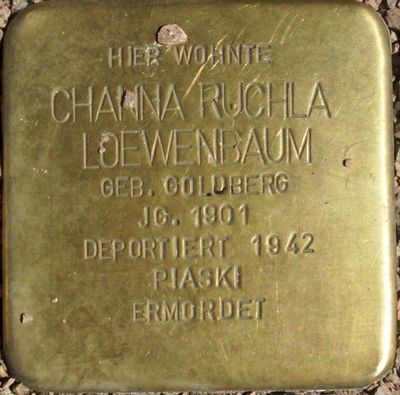 HIER WOHNTE
CHANNA RUCHLA
LOEWENBAUM
GEB. GOLDBERG
JG. 1901
DEPORTIERT 1942
PIASKI
ERMORDET